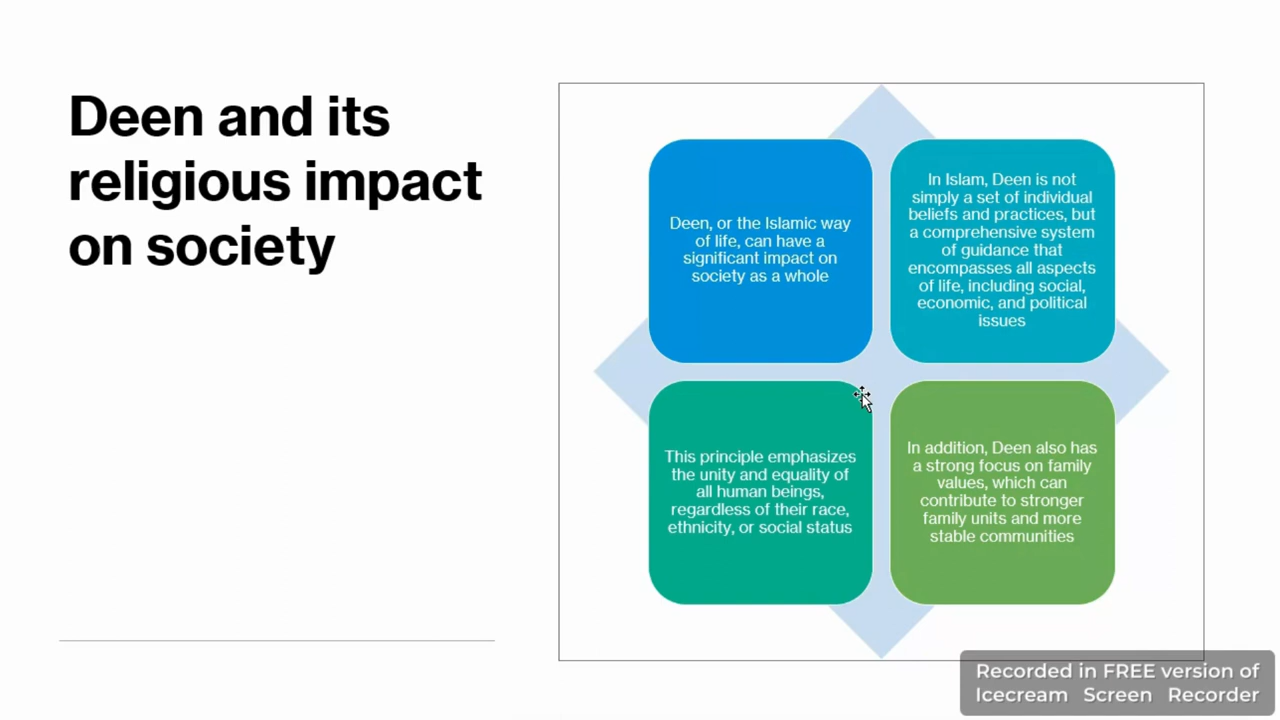 Deen and its
religious impact
on society
Deen, or the Islamic way
of life, can have a
significant impact on
society as a whole
In Islam, Deen is not
simply a set of individual
beliefs and practices, but
a comprehensive system
of guidance that
encompasses all aspects
of life, including social,
economic, and political
issues
This principle emphasizes
the unity and equality of
all human beings,
regardless of their race,
ethnicity, or social status
In addition, Deen also has
a strong focus on family
values, which can
contribute to stronger
family units and more
stable communities
Recorded in FREE version of
Icecream Screen Recorder